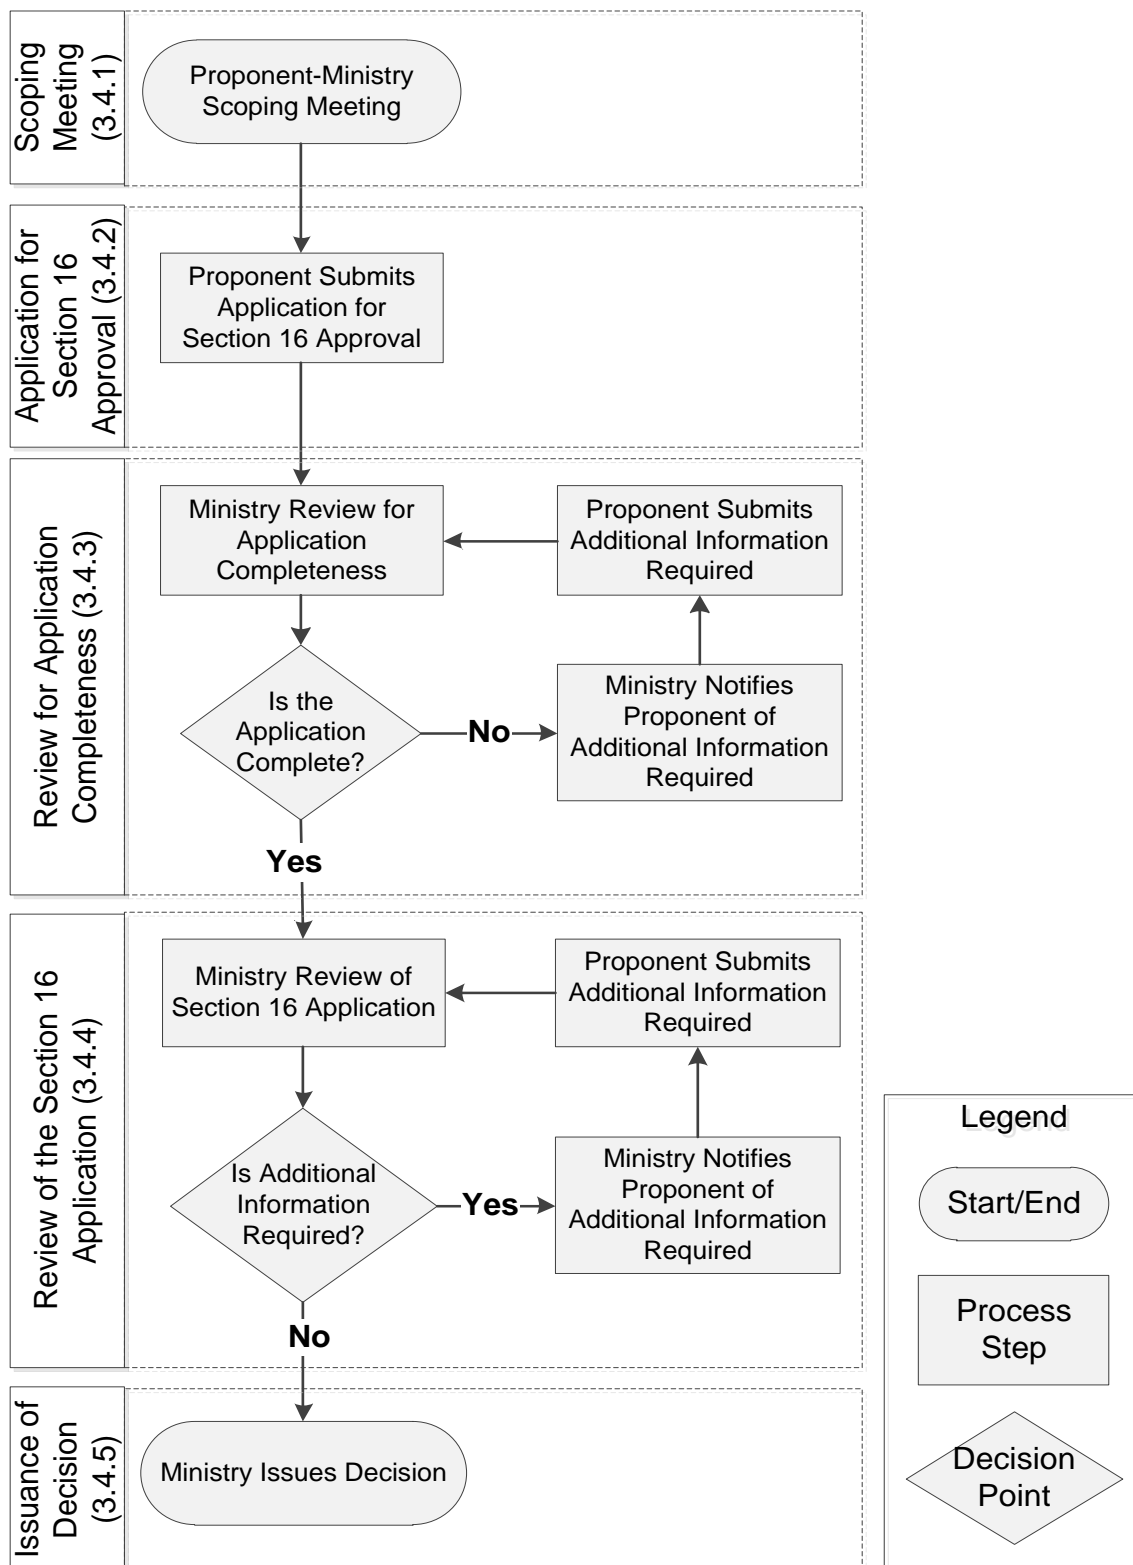 Scoping
Meeting
(3.4.1)
Proponent-Ministry
Scoping Meeting
Application for
Section 16
Approval (3.4.2)
Proponent Submits
Application for
Section 16 Approval
Review for Application
Completeness (3.4.3)
Ministry Review for
Application
Completeness
Proponent Submits
Additional Information
Required
Is the
Application
Complete?
No
Ministry Notifies
Proponent of
Additional Information
Required
Yes
Review of the Section 16
Application (3.4.4)
Ministry Review of
Section 16 Application
Proponent Submits
Additional Information
Required
Is Additional
Information
Required?
Yes
Ministry Notifies
Proponent of
Additional Information
Required
No
Issuance of
Decision
(3.4.5)
Ministry Issues Decision
Legend
Start/End
Process
Step
Decision
Point